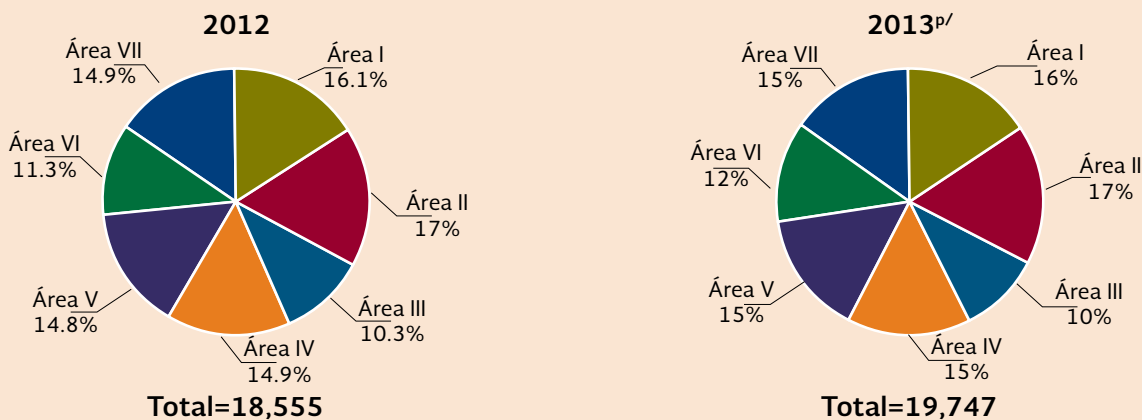 2012
Área I
16.1%
Área II
17%
Área III
10.3%
Área IV
14.9%
Área V
14.8%
Área VI
11.3%
Área VII
14.9%
Total=18,555
2013p/
Área I
16%
Área II
17%
Área III
10%
Área IV
15%
Área V
15%
Área VI
12%
Área VII
15%
Total=19,747